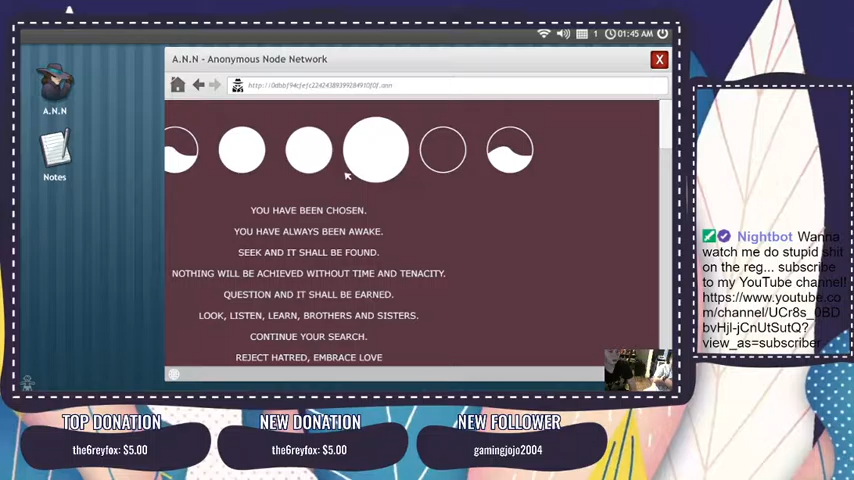 1
01:45 AM
A.N.N - Anonymous Node Network
X
A.N.N
Notes
YOU HAVE BEEN CHOSEN.
YOU HAVE ALWAYS BEEN AWAKE.
SEEK AND IT SHALL BE FOUND.
NOTHING WILL BE ACHIEVED WITHOUT TIME AND TENACITY.
QUESTION AND IT SHALL BE EARNED.
LOOK, LISTEN, LEARN, BROTHERS AND SISTERS.
CONTINUE YOUR SEARCH.
REJECT HATRED, EMBRACE LOVE
Nightbot Wanna
watch me do stupid shit
on the reg... subscribe
to my YouTube channel!
https://www.youtube.co
m/channel/UCr8s_0BD
bvHjl-jCnUtSutQ?
view_as=subscriber
TOP DONATION
the6reyfox: $5.00
NEW DONATION
the6reyfox: $5.00
NEW FOLLOWER
gamingjojo2004